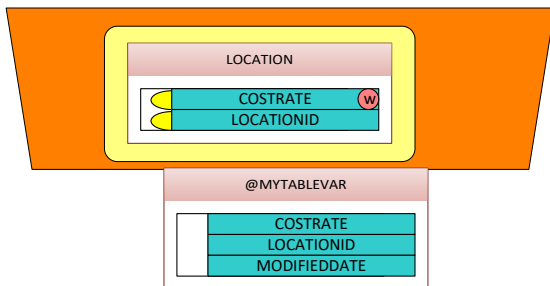 LOCATION
COSTRATE W
LOCATIONID
@MYTABLEVAR
COSTRATE
LOCATIONID
MODIFIEDDATE